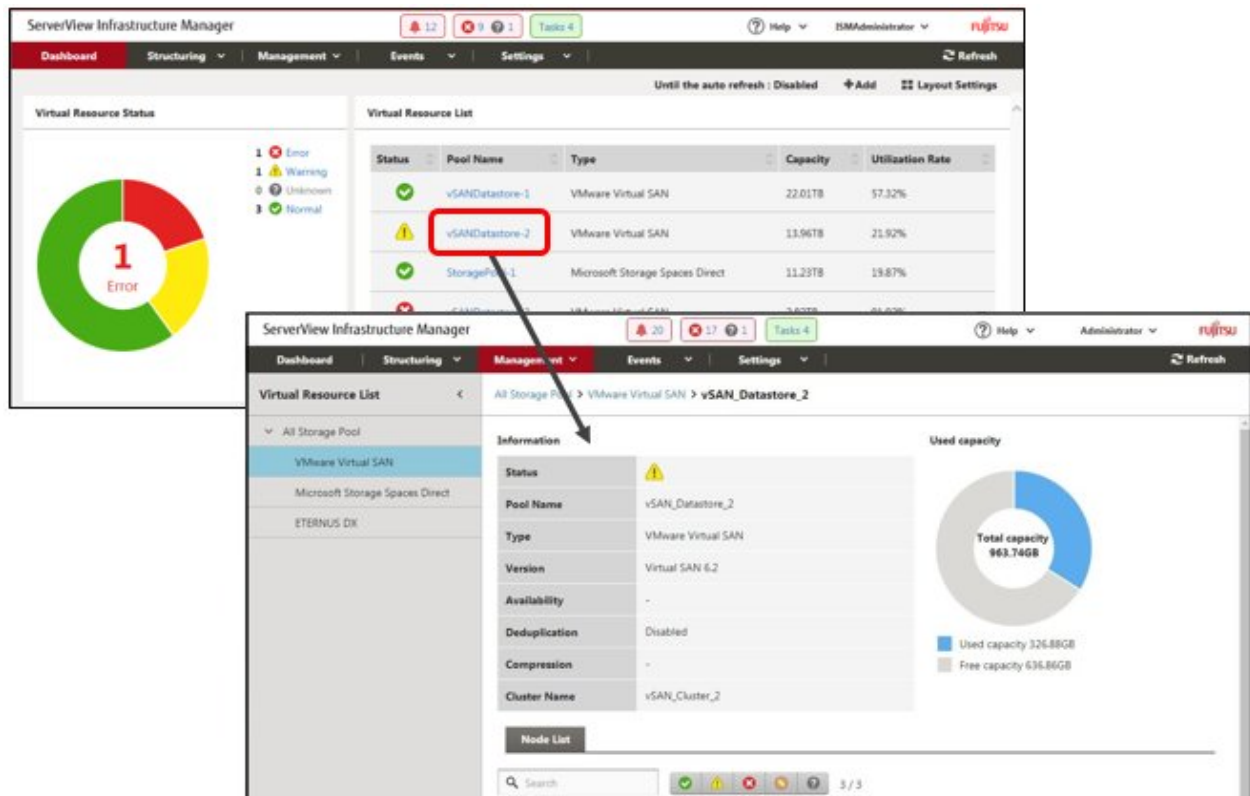 ServerView Infrastructure Manager 12 9 1 Tasks 4 Help ISMAdministrator FUJITSU
Dashboard Structuring Management Events Settings Refresh
Until the auto refresh : Disabled Add Layout Settings
Virtual Resource Status
1 Error
1 Warning
0 Unknown
3 Normal
1
Error
Virtual Resource List
Status Pool Name Type Capacity Utilization Rate
vSANDatastore-1 VMware Virtual SAN 22.01TB 57.32%
vSANDatastore-2 VMware Virtual SAN 13.96TB 21.92%
Microsoft Storage Spaces Direct 11.23TB 19.87%
ServerView Infrastructure Manager 20 17 1 Tasks 4 Help Administrator FUJITSU
Dashboard Structuring Management Events Settings Refresh
Virtual Resource List
All Storage Pool
VMware Virtual SAN
Microsoft Storage Spaces Direct
ETERNUS DX
All Storage > VMware Virtual SAN > vSAN_Datastore_2
Information
Status
Pool Name vSAN_Datastore_2
Type VMware Virtual SAN
Version Virtual SAN 6.2
Availability -
Deduplication Disabled
Compression -
Cluster Name vSAN_Cluster_2
Used capacity
Total capacity
963.74GB
Used capacity 326.88GB
Free capacity 636.86GB
Node List
Search 3 / 3